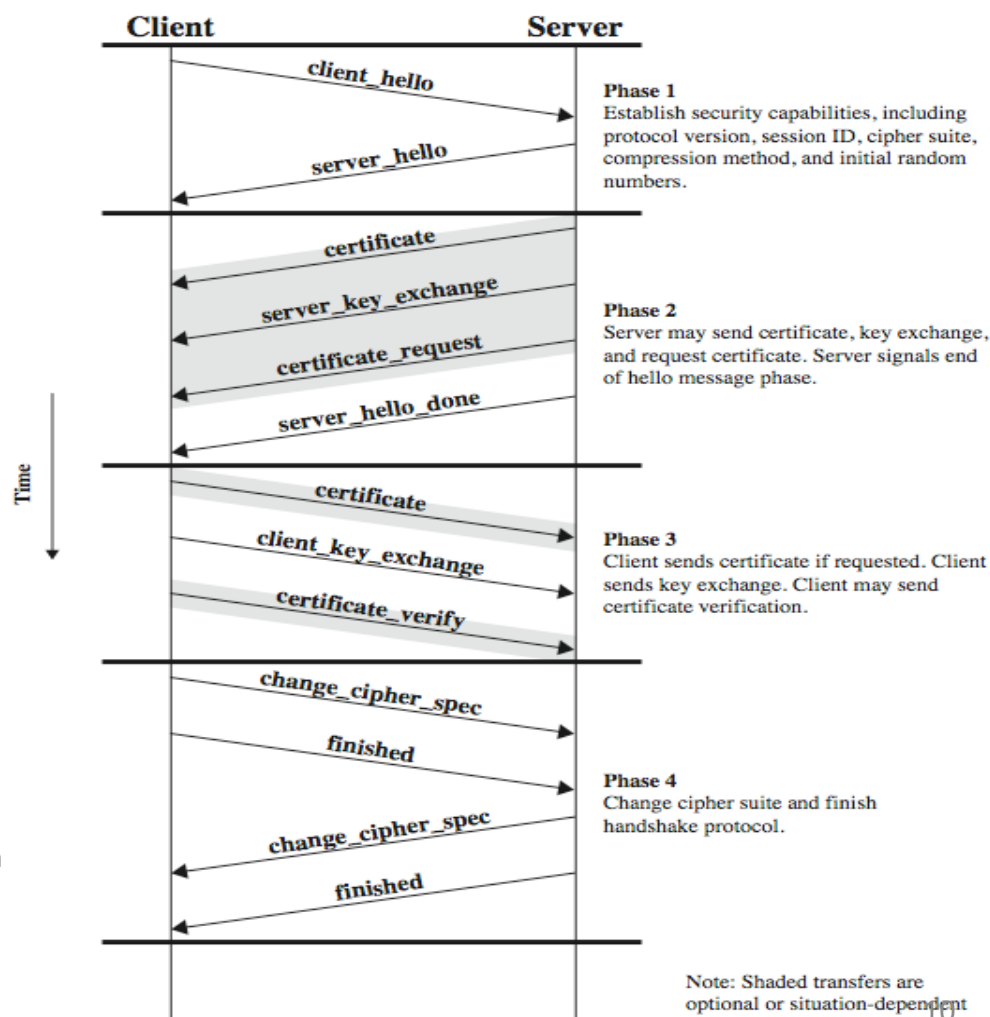 Client
Server
client_hello
server_hello
Phase 1
Establish security capabilities, including
protocol version, session ID, cipher suite,
compression method, and initial random
numbers.
certificate
server_key_exchange
certificate_request
server_hello_done
Phase 2
Server may send certificate, key exchange,
and request certificate. Server signals end
of hello message phase.
Time
certificate
client_key_exchange
certificate_verify
Phase 3
Client sends certificate if requested. Client
sends key exchange. Client may send
certificate verification.
change_cipher_spec
finished
change_cipher_spec
finished
Phase 4
Change cipher suite and finish
handshake protocol.
Note: Shaded transfers are
optional or situation-dependent